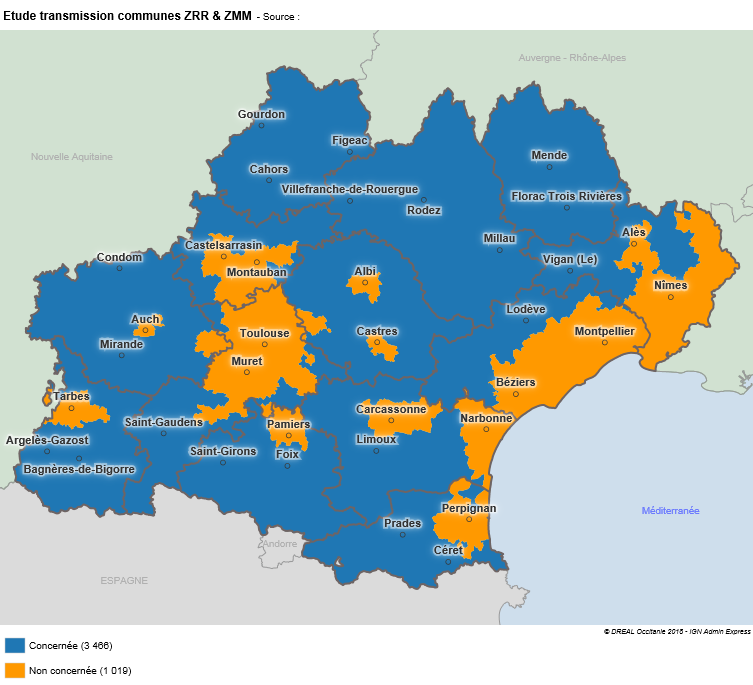 Etude transmission communes ZRR & ZMM - Source :
Auvergne - Rhône-Alpes
Gourdon
Figeac
Nouvelle Aquitaine
Mende
Cahors
Villefranche-de-Rouergue
Florac Trois Rivières
Rodez
Alès
Castelsarrasin
Millau
Condom
Vigan (Le)
Montauban
Albi
Nîmes
Lodève
Auch
Toulouse
Castres
Montpellier
Mirande
Muret
Béziers
Tarbes
Carcassonne
Narbonne
Saint-Gaudens
Pamiers
Argelès-Gazost
Limoux
Saint-Girons
Foix
Bagnères-de-Bigorre
Perpignan
Méditerranée
Prades
Andorre
Céret
ESPAGNE
© DREAL Occitanie 2016 - IGN Admin Express
Concernée (3 466)
Non concernée (1 019)